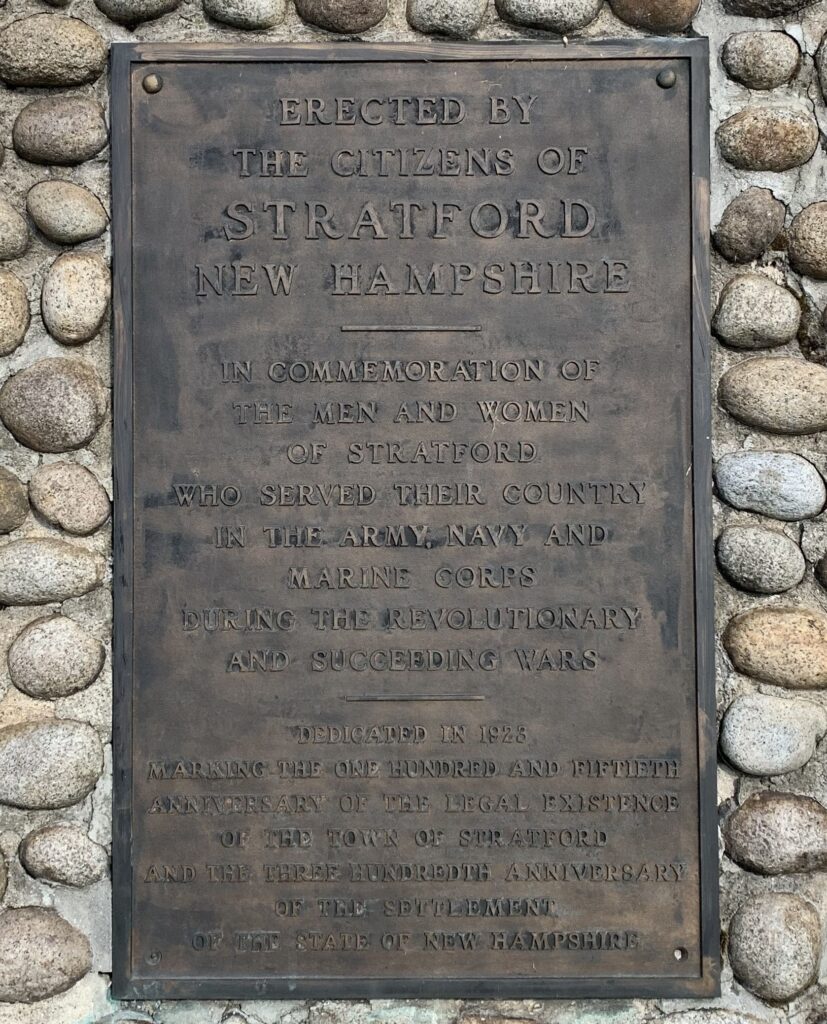 ERECTED BY
THE CITIZENS OF
STRATFORD
NEW HAMPSHIRE
IN COMMEMORATION OF
THE MEN AND WOMEN
OF STRATFORD
WHO SERVED THEIR COUNTRY
IN THE ARMY, NAVY AND
MARINE CORPS
DURING THE REVOLUTIONARY
AND SUCCEEDING WARS
DEDICATED IN 1923
MARKING THE ONE HUNDRED AND FIFTIETH
ANNIVERSARY OF THE LEGAL EXISTENCE
OF THE TOWN OF STRATFORD
AND THE THREE HUNDREDTH ANNIVERSARY
OF THE SETTLEMENT
OF THE STATE OF NEW HAMPSHIRE